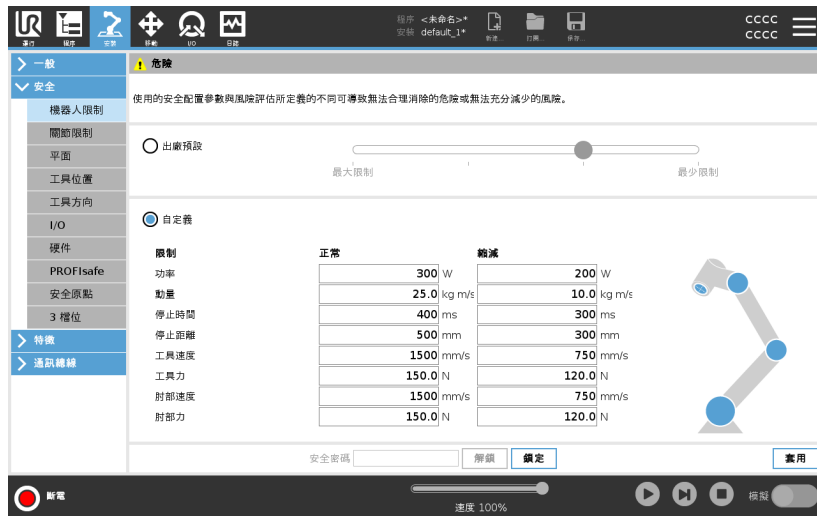 UR
程序 <未命名>*
安裝 default_1*
運行 程序 安裝 移動 I/O 日誌
新建... 打開... 保存...
CCCC
CCCC
一般
安全
機器人限制
關節限制
平面
工具位置
工具方向
I/O
硬件
PROFIsafe
安全原點
3 檔位
特徵
通訊總線
危險
使用的安全配置參數與風險評估所定義的不同可導致無法合理消除的危險或無法充分減少的風險。
出廠預設
最大限制 最少限制
自定義
限制 正常 縮減
功率 300 W 200 W
動量 25.0 kg m/s 10.0 kg m/s
停止時間 400 ms 300 ms
停止距離 500 mm 300 mm
工具速度 1500 mm/s 750 mm/s
工具力 150.0 N 120.0 N
肘部速度 1500 mm/s 750 mm/s
肘部力 150.0 N 120.0 N
安全密碼 解鎖 鎖定 套用
斷電
速度 100%
模擬